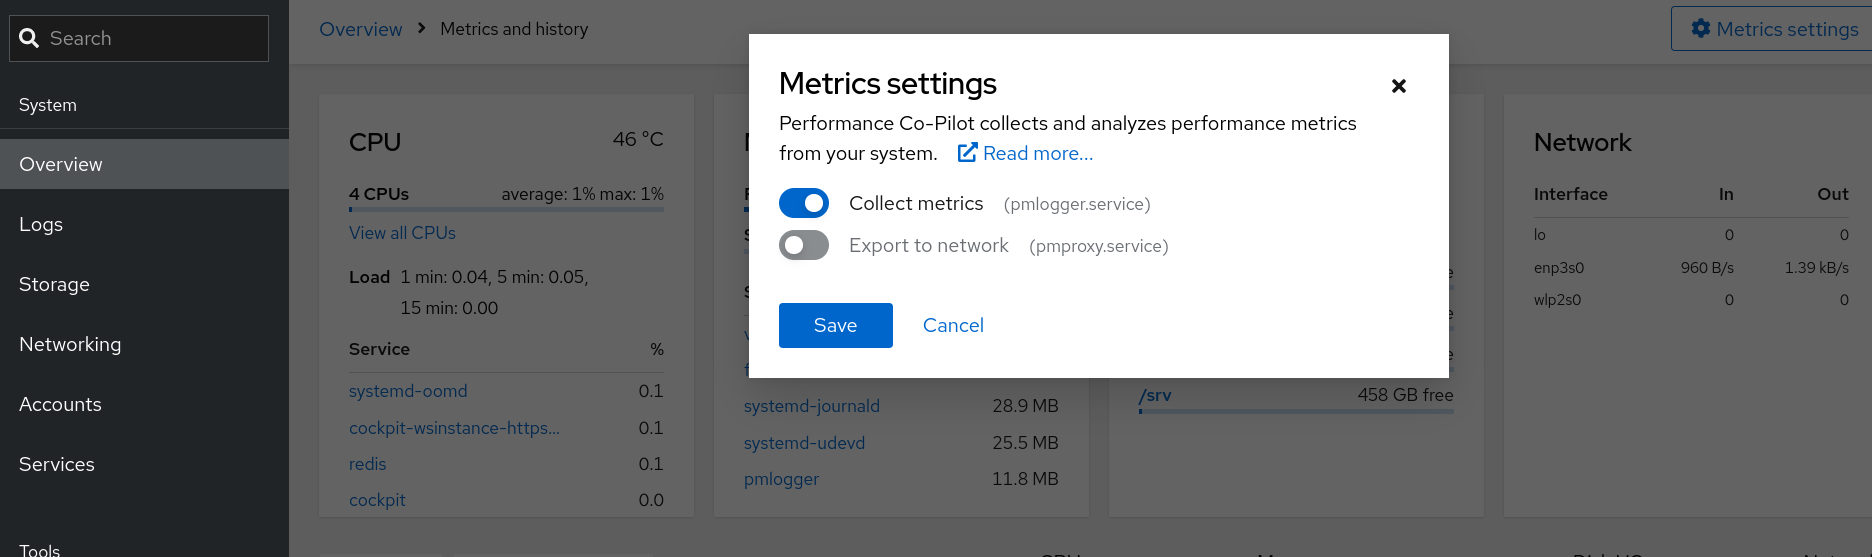 Search
System
Overview
Logs
Storage
Networking
Accounts
Services
Tools
Overview
Metrics and history
Metrics settings
CPU
46 °C
4 CPUs
average: 1% max: 1%
View all CPUs
Load 1 min: 0.04, 5 min: 0.05,
15 min: 0.00
Service %
systemd-oomd 0.1
cockpit-wsinstance-https... 0.1
redis 0.1
cockpit 0.0
Metrics settings
Performance Co-Pilot collects and analyzes performance metrics
from your system. Read more...
Collect metrics (pmlogger.service)
Export to network (pmproxy.service)
Save
Cancel
systemd-journald 28.9 MB
systemd-udevd 25.5 MB
pmlogger 11.8 MB
/srv 458 GB free
Network
Interface In Out
lo 0 0
enp3s0 960 B/s 1.39 kB/s
wlp2s0 0 0